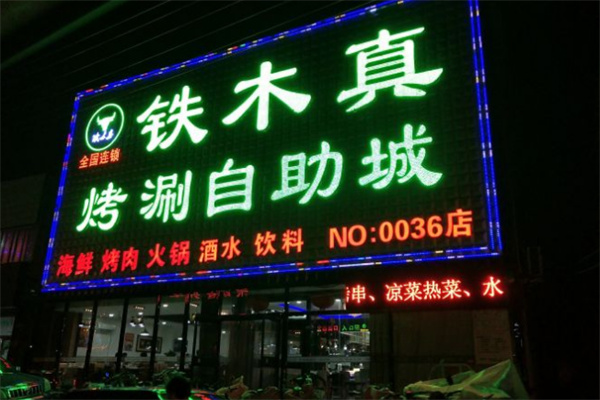 铁木真
全国连锁
烤涮自助城
海鲜 烤肉 火锅 酒水 饮料 NO:0036店
串、凉菜热菜、水